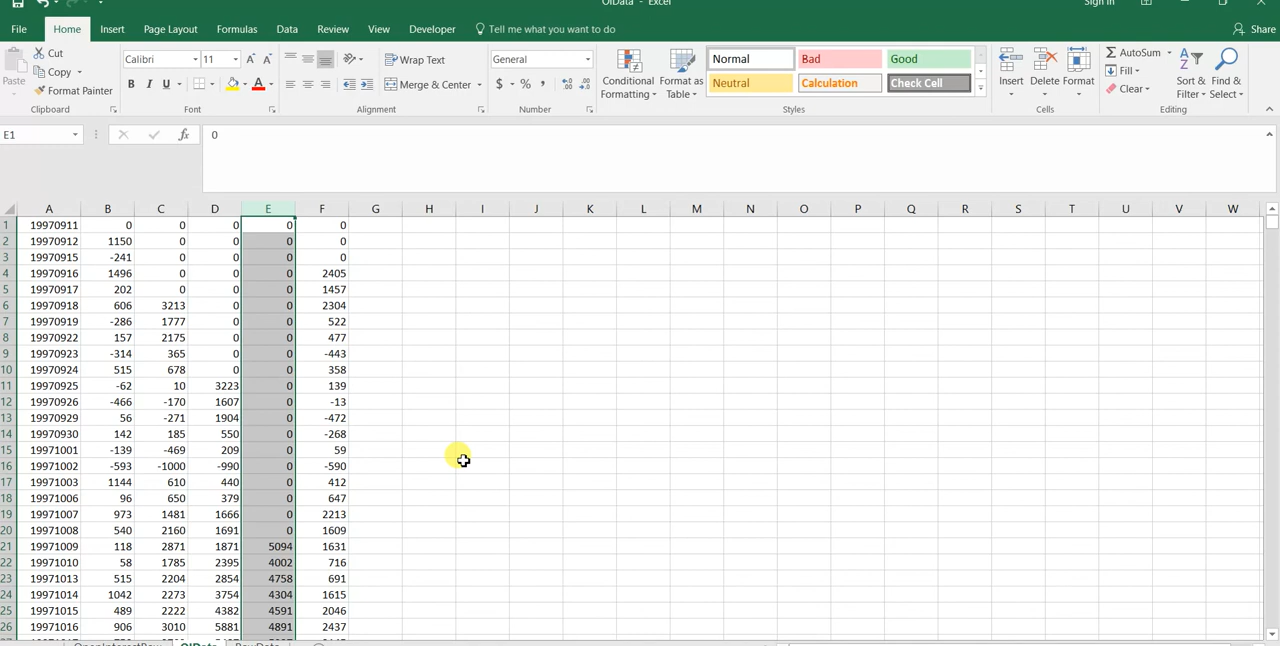 OIData - Excel
Sign in
File Home Insert Page Layout Formulas Data Review View Developer Tell me what you want to do Share
Paste Cut Copy Format Painter Clipboard
Calibri 11 A A B I U A Font
Wrap Text Merge & Center Alignment
General $ % , Number
Conditional Formatting Format as Table
Normal Bad Good
Neutral Calculation Check Cell
Styles
Insert Delete Format Cells
AutoSum Fill Clear Sort & Filter Find & Select Editing
E1 fx 0
A B C D E F G H I J K L M N O P Q R S T U V W
1 19970911 0 0 0 0 0
2 19970912 1150 0 0 0 0
3 19970915 -241 0 0 0 0
4 19970916 1496 0 0 0 2405
5 19970917 202 0 0 0 1457
6 19970918 606 3213 0 0 2304
7 19970919 -286 1777 0 0 522
8 19970922 157 2175 0 0 477
9 19970923 -314 365 0 0 -443
10 19970924 515 678 0 0 358
11 19970925 -62 10 3223 0 139
12 19970926 -466 -170 1607 0 -13
13 19970929 56 -271 1904 0 -472
14 19970930 142 185 550 0 -268
15 19971001 -139 -469 209 0 59
16 19971002 -593 -1000 -990 0 -590
17 19971003 1144 610 440 0 412
18 19971006 96 650 379 0 647
19 19971007 973 1481 1666 0 2213
20 19971008 540 2160 1691 0 1609
21 19971009 118 2871 1871 5094 1631
22 19971010 58 1785 2395 4002 716
23 19971013 515 2204 2854 4758 691
24 19971014 1042 2273 3754 4304 1615
25 19971015 489 2222 4382 4591 2046
26 19971016 906 3010 5881 4891 2437
OpenInterestRaw OIData RawData